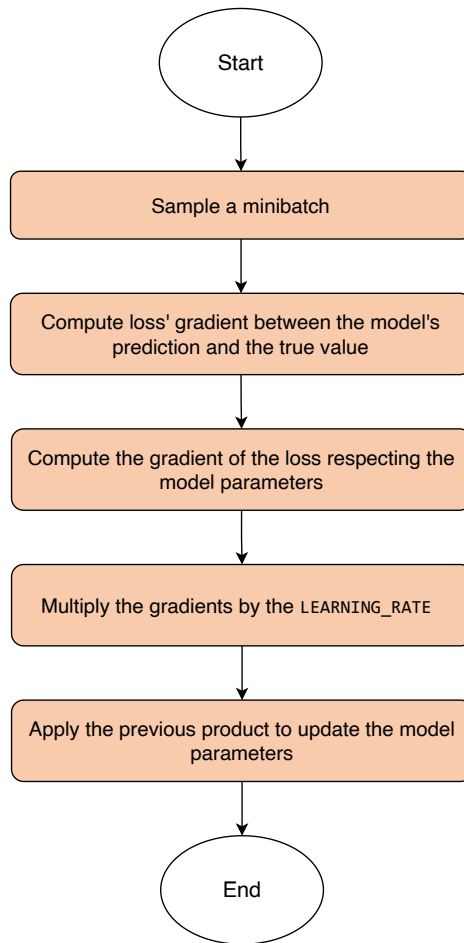 Start
Sample a minibatch
Compute loss' gradient between the model's
prediction and the true value
Compute the gradient of the loss respecting the
model parameters
Multiply the gradients by the LEARNING_RATE
Apply the previous product to update the model
parameters
End